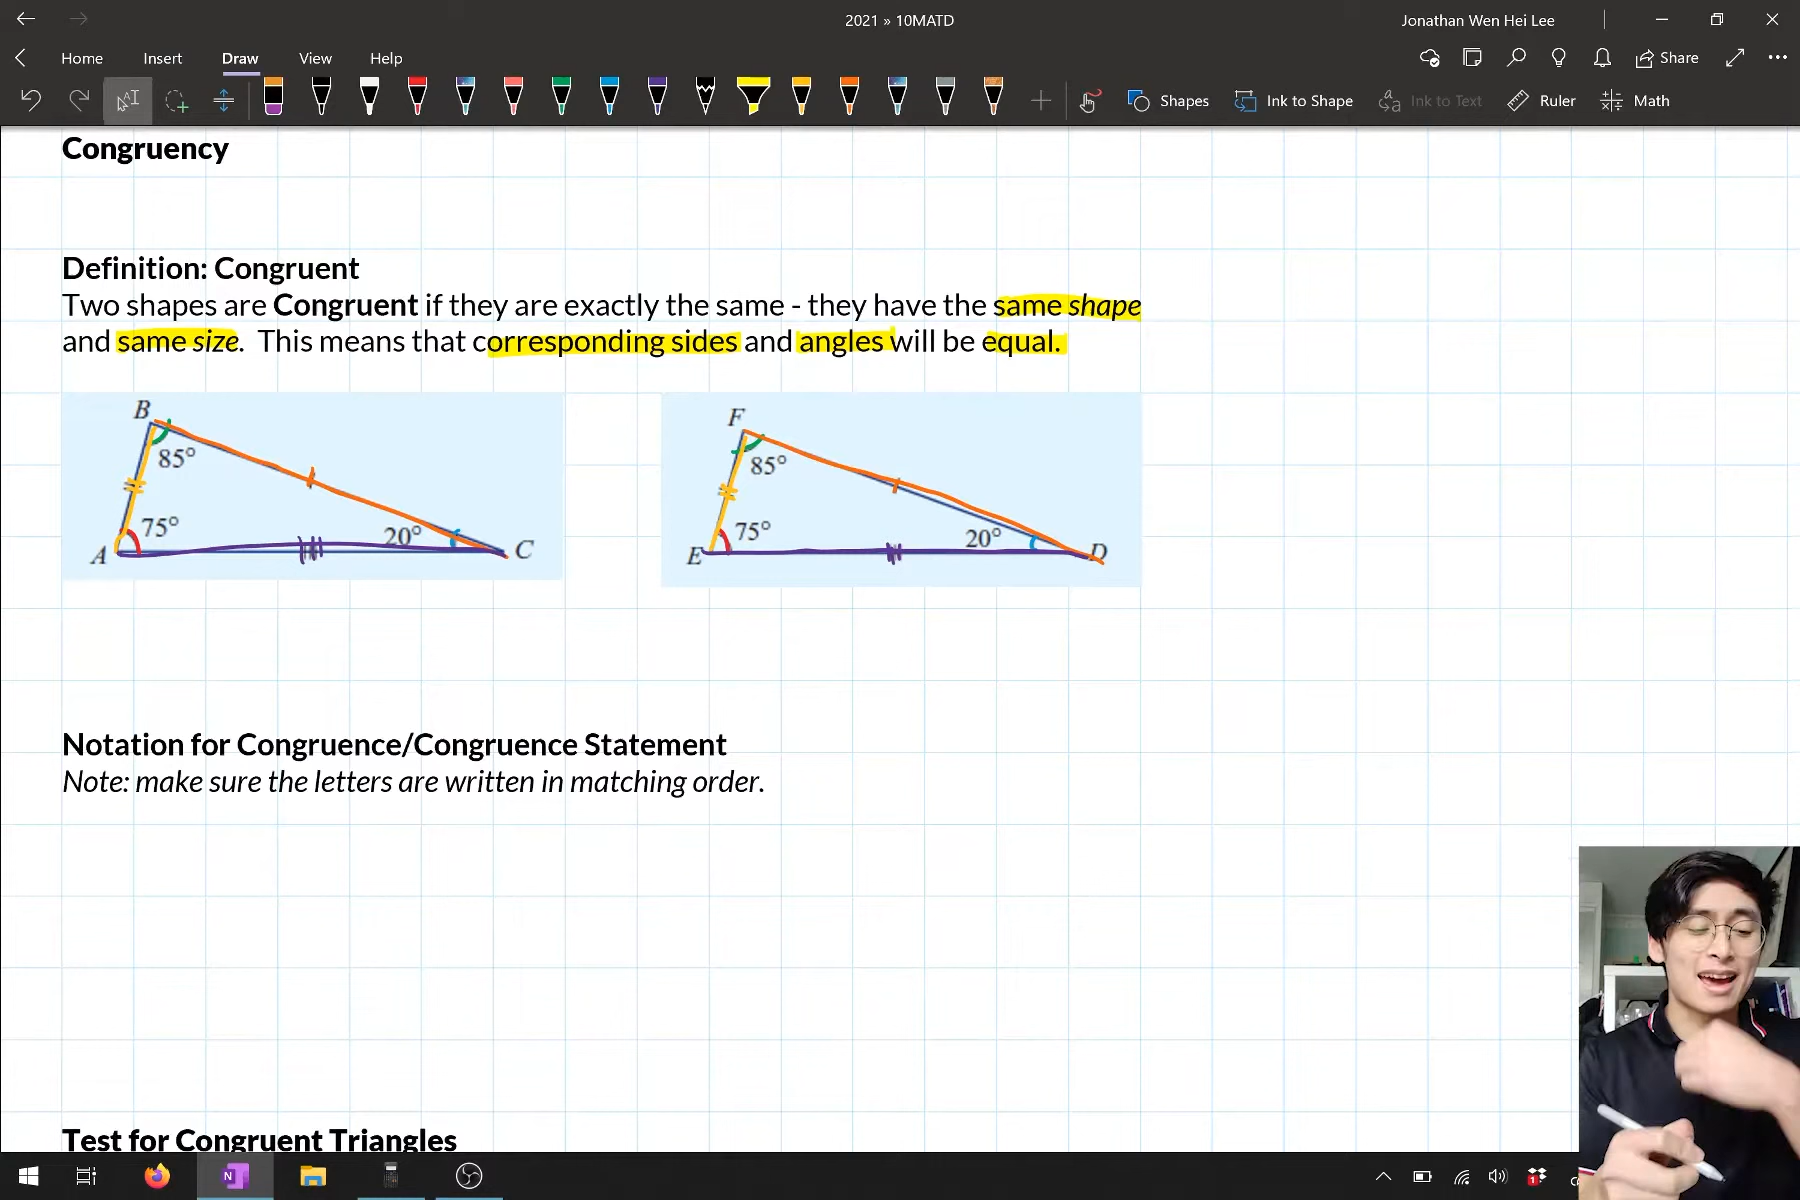 2021 » 10MATD
Jonathan Wen Hei Lee
Home Insert Draw View Help
Share
Shapes Ink to Shape Ink to Text Ruler Math
Congruency
Definition: Congruent
Two shapes are Congruent if they are exactly the same - they have the same shape
and same size. This means that corresponding sides and angles will be equal.
B
85°
75°
20°
A
C
F
85°
75°
20°
E
D
Notation for Congruence/Congruence Statement
Note: make sure the letters are written in matching order.
Test for Congruent Triangles